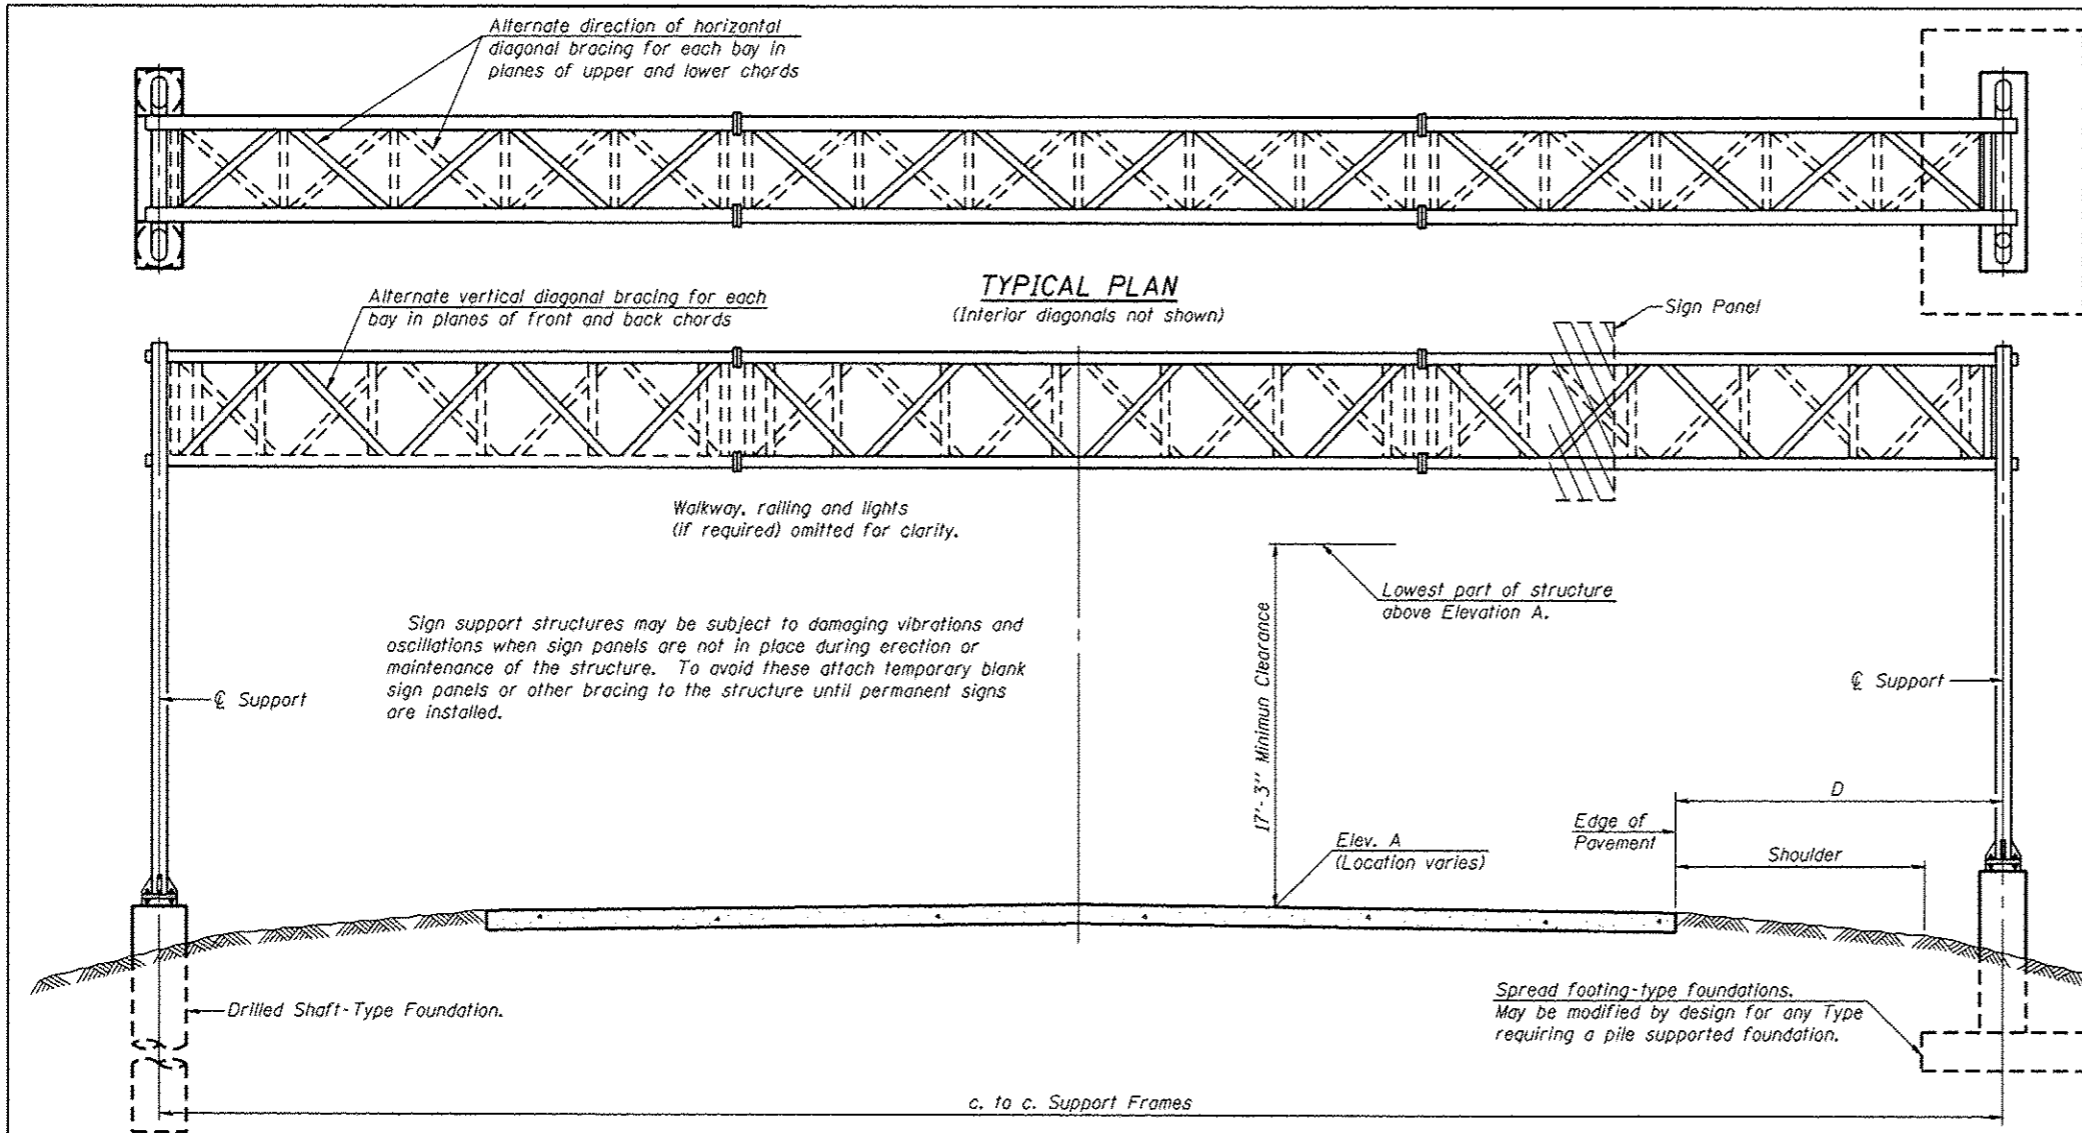 Alternate direction of horizontal
diagonal bracing for each bay in
planes of upper and lower chords
TYPICAL PLAN
(Interior diagonals not shown)
Alternate vertical diagonal bracing for each
bay in planes of front and back chords
Sign Panel
Walkway, railing and lights
(if required) omitted for clarity.
Lowest part of structure
above Elevation A.
17'-3" Minimun Clearance
Sign support structures may be subject to damaging vibrations and
oscillations when sign panels are not in place during erection or
maintenance of the structure. To avoid these attach temporary blank
sign panels or other bracing to the structure until permanent signs
are installed.
℄ Support
℄ Support
D
Edge of
Pavement
Shoulder
Elev. A
(Location varies)
Drilled Shaft-Type Foundation.
Spread footing-type foundations.
May be modified by design for any Type
requiring a pile supported foundation.
c. to c. Support Frames